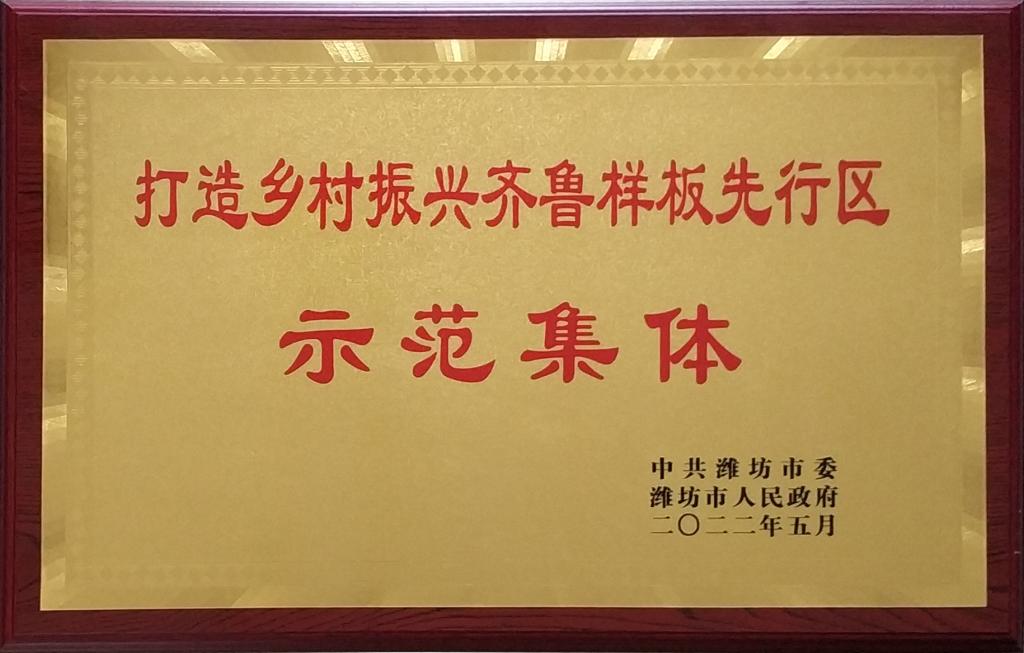 打造乡村振兴齐鲁样板先行区
示范集体
中共潍坊市委
潍坊市人民政府
二〇二二年五月